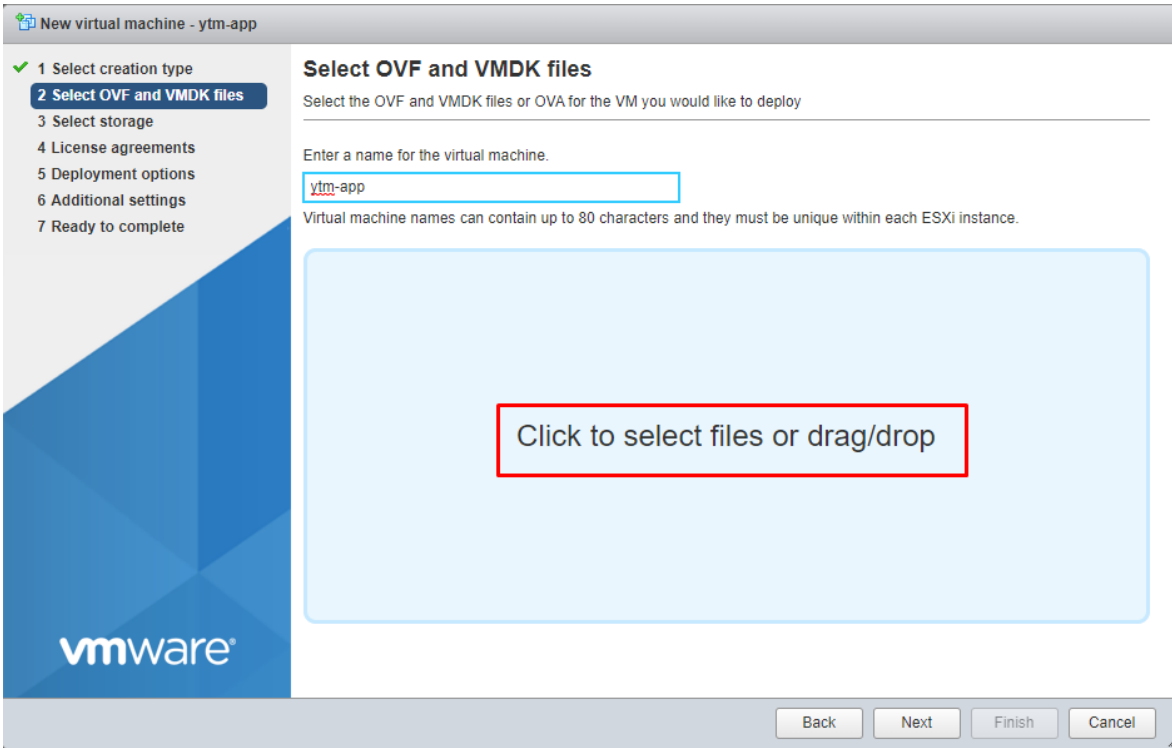 New virtual machine - ytm-app
1 Select creation type
2 Select OVF and VMDK files
3 Select storage
4 License agreements
5 Deployment options
6 Additional settings
7 Ready to complete
vmware®
Select OVF and VMDK files
Select the OVF and VMDK files or OVA for the VM you would like to deploy
Enter a name for the virtual machine.
ytm-app
Virtual machine names can contain up to 80 characters and they must be unique within each ESXi instance.
Click to select files or drag/drop
Back Next Finish Cancel